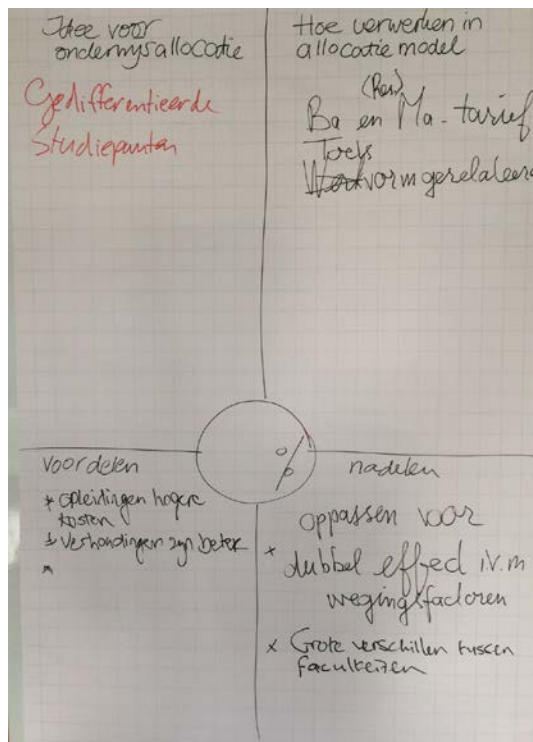 Idee voor
onderwijsallocatie
Gedifferentieerde
Studiepunten
Hoe verwerken in
allocatie model
(Res)
Ba en Ma-tarief
Toets
vorm gerelateerd
voordelen
* opleidingen hogere
kosten
* verhoudingen zijn beter
*
%
nadelen
oppassen voor
* dubbel effect i.v.m
wegingsfactoren
x Grote verschillen tussen
faculteiten